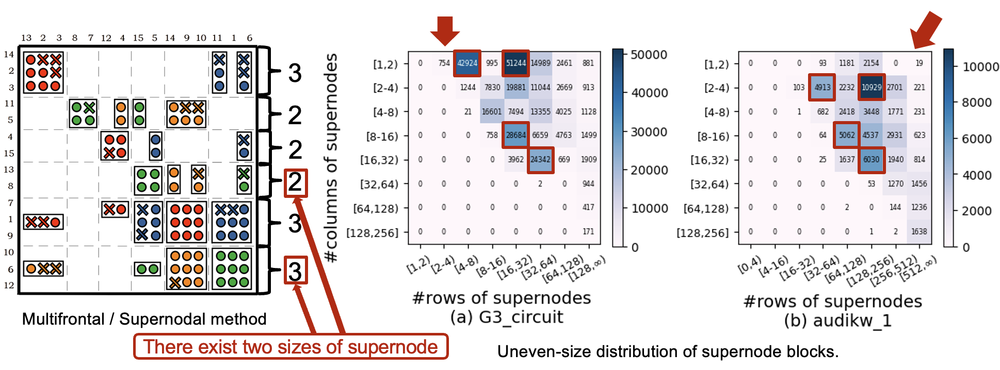 13 2 3 8 7 12 4 15 5 14 9 10 11 1 6
14
2
3
11
5
4
15
13
8
7
1
9
10
6
12
3
2
2
2
3
3
Multifrontal / Supernodal method
There exist two sizes of supernode
#columns of supernodes
[1,2) 0 754 42924 995 51244 14989 2461 881
[2-4) 0 0 1244 7830 19881 11044 2669 913
[4-8) 0 0 21 16601 7494 13355 4025 1128
[8-16) 0 0 0 758 28684 6659 4763 1499
[16,32) 0 0 0 0 3962 24342 669 1909
[32,64) 0 0 0 0 0 2 0 944
[64,128) 0 0 0 0 0 0 0 417
[128,256] 0 0 0 0 0 0 0 171
[1,2) [2-4) [4-8) [8-16) [16,32) [32,64) [64,128) [128,∞)
#rows of supernodes
(a) G3_circuit
50000
40000
30000
20000
10000
0
[1,2) 0 0 0 93 1181 2154 0 19
[2-4) 0 0 103 4913 2232 10929 2701 221
[4-8) 0 0 1 682 2418 3448 1771 231
[8-16) 0 0 0 64 5062 4537 2931 623
[16,32) 0 0 0 25 1637 6030 1940 814
[32,64) 0 0 0 0 0 53 1270 1456
[64,128) 0 0 0 0 2 0 144 1236
[128,256] 0 0 0 0 0 1 2 1638
[0,4) [4-16) [16-32) [32-64) [64,128) [128,256) [256,512) [512,∞)
#rows of supernodes
(b) audikw_1
10000
8000
6000
4000
2000
0
Uneven-size distribution of supernode blocks.